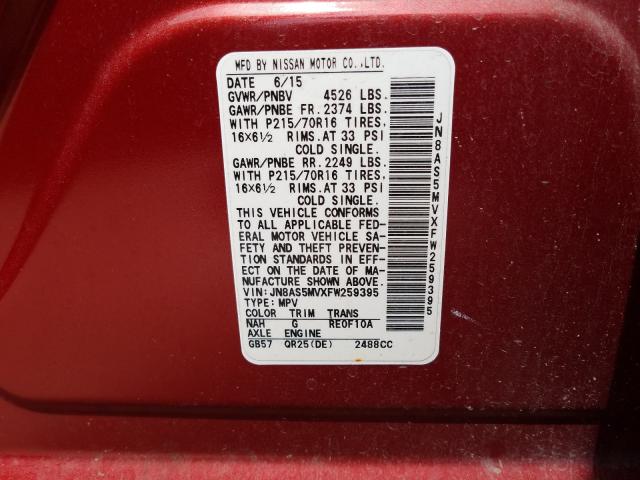 MFD BY NISSAN MOTOR CO.,LTD.
DATE 6/15
GVWR/PNBV 4526 LBS.
GAWR/PNBE FR. 2374 LBS.
WITH P215/70R16 TIRES.
16X6½ RIMS.AT 33 PSI
COLD SINGLE.
GAWR/PNBE RR. 2249 LBS.
WITH P215/70R16 TIRES.
16X6½ RIMS.AT 33 PSI
COLD SINGLE.
THIS VEHICLE CONFORMS
TO ALL APPLICABLE FED-
ERAL MOTOR VEHICLE SA-
FETY AND THEFT PREVEN-
TION STANDARDS IN EFF-
ECT ON THE DATE OF MA-
NUFACTURE SHOWN ABOVE.
VIN:JN8AS5MVXFW259395
TYPE:MPV
COLOR TRIM TRANS
NAH G RE0F10A
AXLE ENGINE
GB57 QR25(DE) 2488CC
JN8AS5MVXFW259395